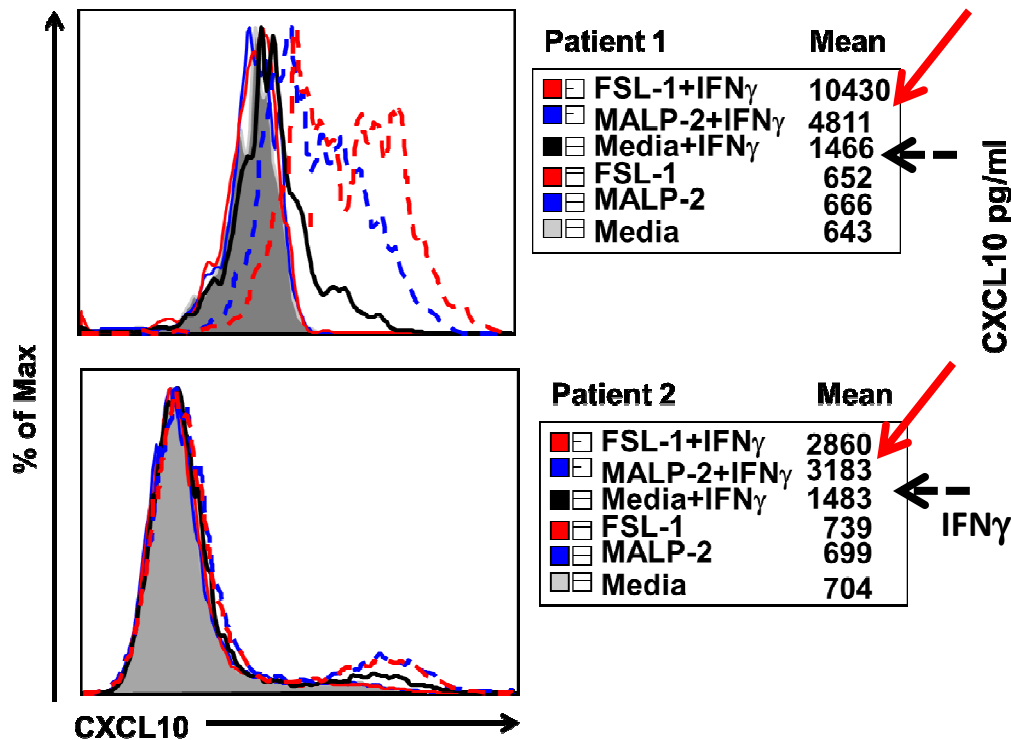 Patient 1 Mean
FSL-1+IFNγ 10430
MALP-2+IFNγ 4811
Media+IFNγ 1466
FSL-1 652
MALP-2 666
Media 643
CXCL10 pg/ml
% of Max
Patient 2 Mean
FSL-1+IFNγ 2860
MALP-2+IFNγ 3183
Media+IFNγ 1483
IFNγ
FSL-1 739
MALP-2 699
Media 704
CXCL10